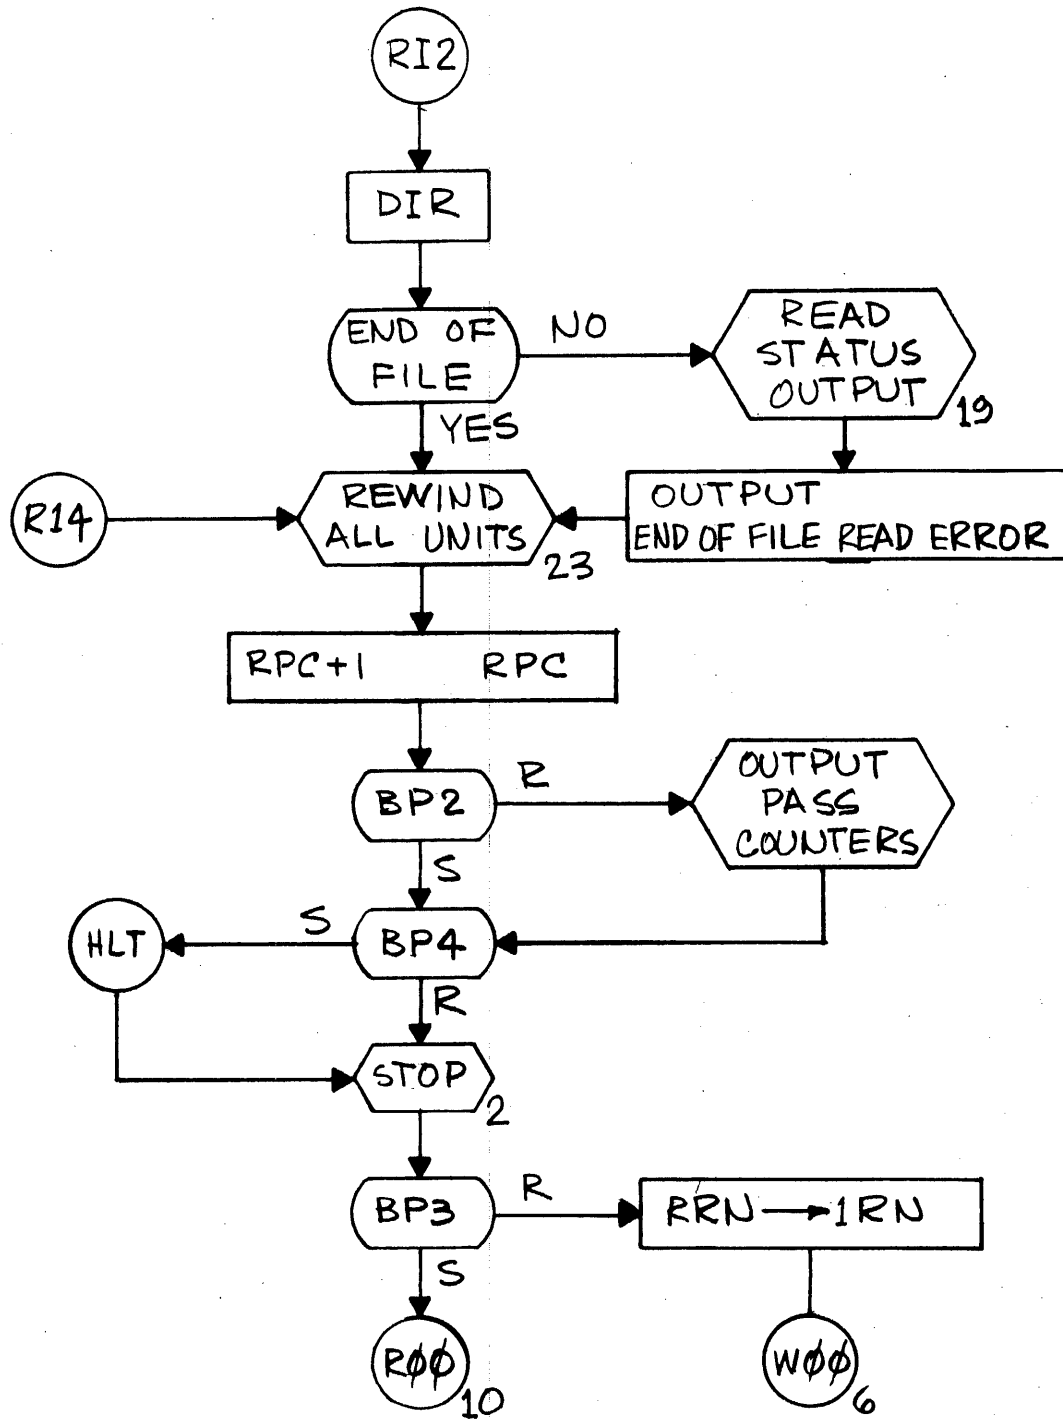 RI2
DIR
END OF
FILE
NO
READ
STATUS
OUTPUT
19
YES
R14
REWIND
ALL UNITS
23
OUTPUT
END OF FILE READ ERROR
RPC+1 RPC
BP2
R
OUTPUT
PASS
COUNTERS
S
HLT
S
BP4
R
STOP
2
BP3
R
RRN→1RN
S
RØØ
10
WØØ
6